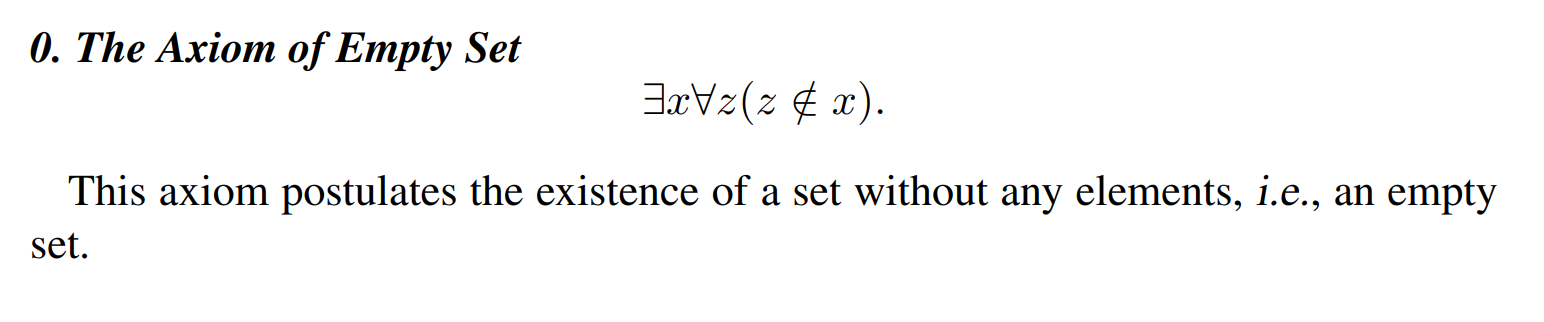 0. The Axiom of Empty Set
∃x∀z(z ∉ x).
This axiom postulates the existence of a set without any elements, i.e., an empty
set.